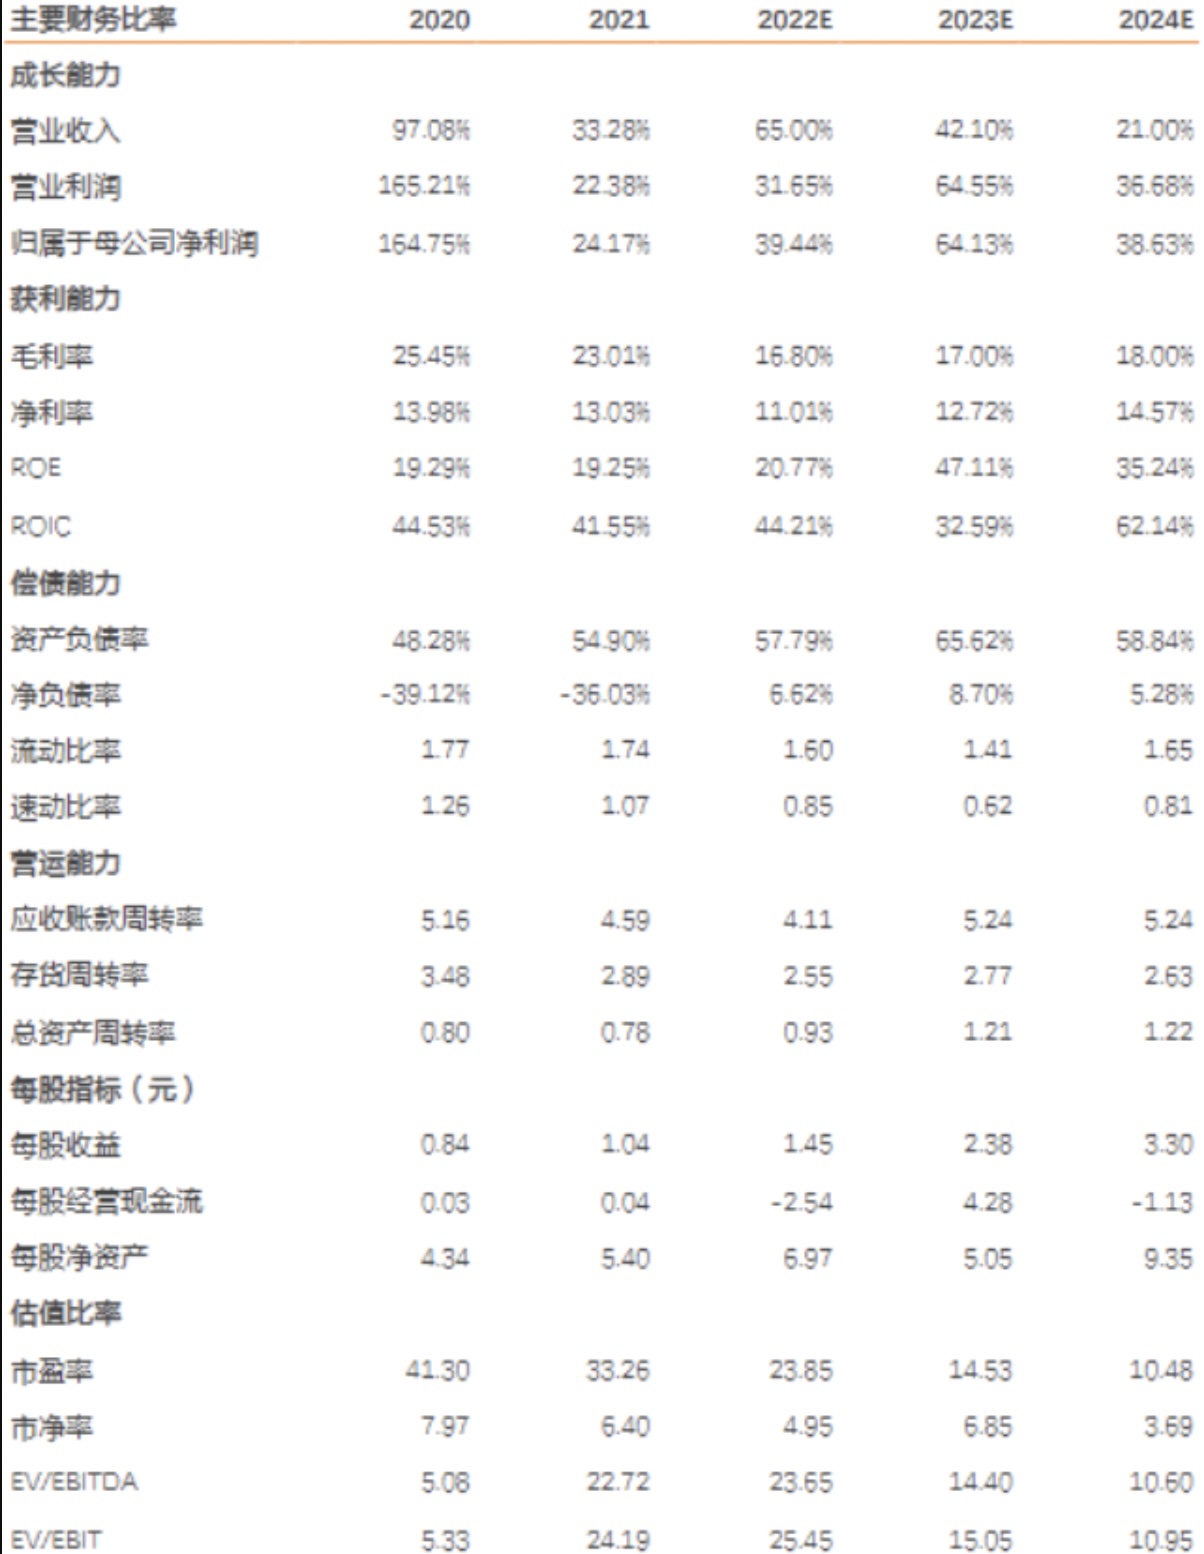 主要财务比率 2020 2021 2022E 2023E 2024E
成长能力
营业收入 97.08% 33.28% 65.00% 42.10% 21.00%
营业利润 165.21% 22.38% 31.65% 64.55% 36.68%
归属于母公司净利润 164.75% 24.17% 39.44% 64.13% 38.63%
获利能力
毛利率 25.45% 23.01% 16.80% 17.00% 18.00%
净利率 13.98% 13.03% 11.01% 12.72% 14.57%
ROE 19.29% 19.25% 20.77% 47.11% 35.24%
ROIC 44.53% 41.55% 44.21% 32.59% 62.14%
偿债能力
资产负债率 48.28% 54.90% 57.79% 65.62% 58.84%
净负债率 -39.12% -36.03% 6.62% 8.70% 5.28%
流动比率 1.77 1.74 1.60 1.41 1.65
速动比率 1.26 1.07 0.85 0.62 0.81
营运能力
应收账款周转率 5.16 4.59 4.11 5.24 5.24
存货周转率 3.48 2.89 2.55 2.77 2.63
总资产周转率 0.80 0.78 0.93 1.21 1.22
每股指标（元）
每股收益 0.84 1.04 1.45 2.38 3.30
每股经营现金流 0.03 0.04 -2.54 4.28 -1.13
每股净资产 4.34 5.40 6.97 5.05 9.35
估值比率
市盈率 41.30 33.26 23.85 14.53 10.48
市净率 7.97 6.40 4.95 6.85 3.69
EV/EBITDA 5.08 22.72 23.65 14.40 10.60
EV/EBIT 5.33 24.19 25.45 15.05 10.95